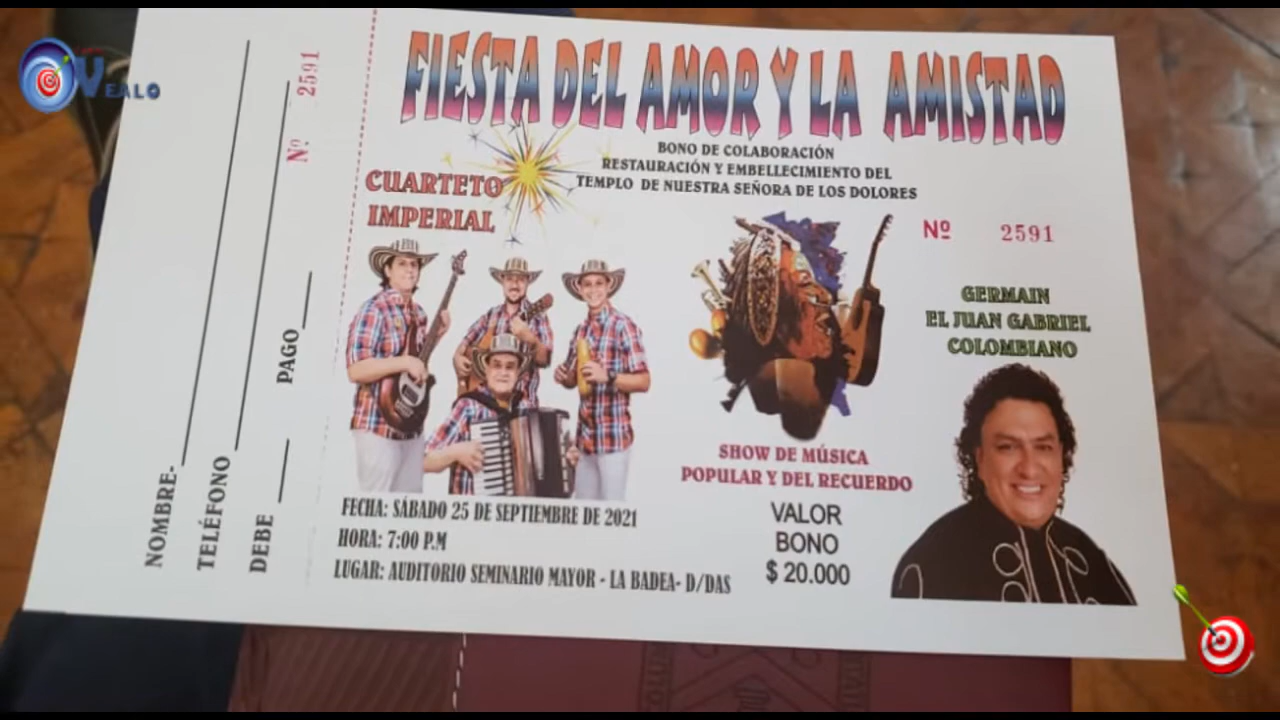 VEALO
Nº 2591
NOMBRE-
TELÉFONO
DEBE
PAGO
FIESTA DEL AMOR Y LA AMISTAD
BONO DE COLABORACIÓN
RESTAURACIÓN Y EMBELLECIMIENTO DEL
TEMPLO DE NUESTRA SEÑORA DE LOS DOLORES
CUARTETO
IMPERIAL
Nº 2591
GERMAIN
EL JUAN GABRIEL
COLOMBIANO
SHOW DE MÚSICA
POPULAR Y DEL RECUERDO
FECHA: SÁBADO 25 DE SEPTIEMBRE DE 2021
HORA: 7:00 P.M
LUGAR: AUDITORIO SEMINARIO MAYOR - LA BADEA- D/DAS
VALOR
BONO
$ 20.000